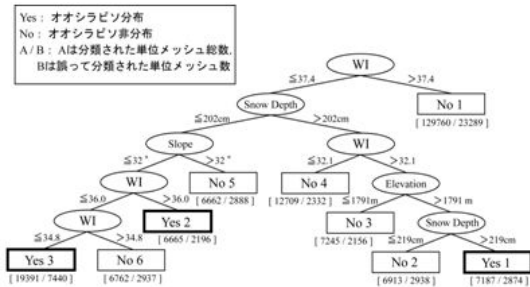 Yes： オオシラビソ分布
No： オオシラビソ非分布
A / B： Aは分類された単位メッシュ総数,
Bは誤って分類された単位メッシュ数
WI
≦37.4
＞37.4
Snow Depth
No 1
[ 129760 / 23289 ]
≦202cm
＞202cm
Slope
WI
≦32°
＞32°
≦32.1
＞32.1
WI
No 5
No 4
Elevation
[ 6662 / 2888 ]
[ 12709 / 2332 ]
≦36.0
＞36.0
≦1791m
＞1791 m
WI
Yes 2
No 3
Snow Depth
[ 6665 / 2196 ]
[ 7245 / 2156 ]
≦34.8
＞34.8
≦219cm
＞219cm
Yes 3
No 6
No 2
Yes 1
[ 19391 / 7440 ]
[ 6762 / 2937 ]
[ 6913 / 2938 ]
[ 7187 / 2874 ]